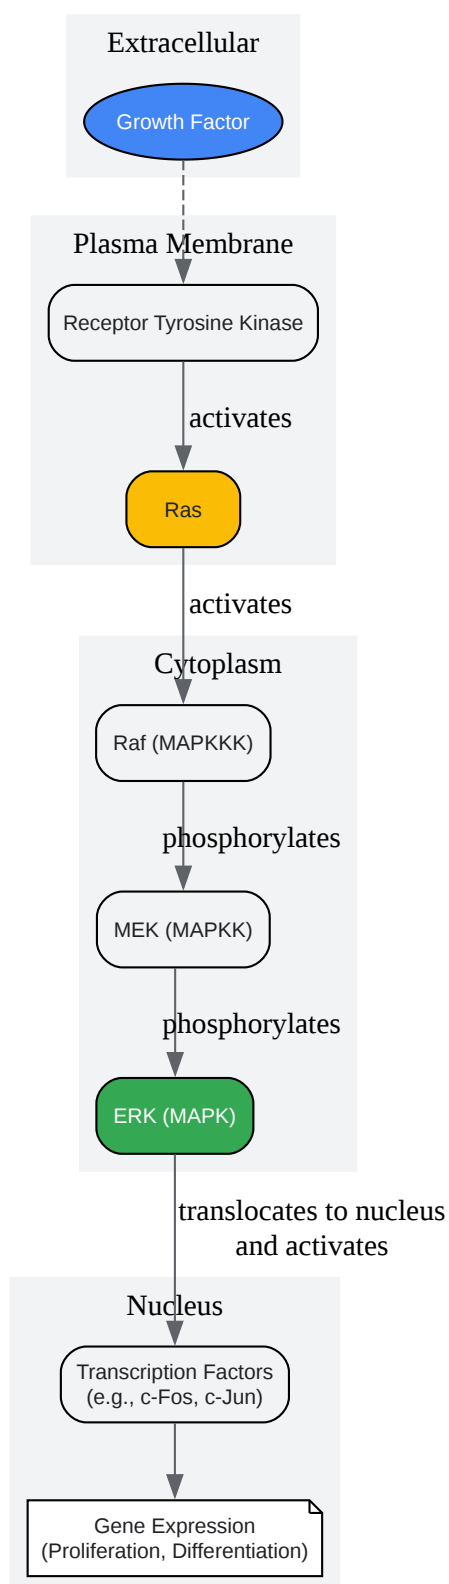 Extracellular
Growth Factor
Plasma Membrane
Receptor Tyrosine Kinase
activates
Ras
activates
Cytoplasm
Raf (MAPKKK)
phosphorylates
MEK (MAPKK)
phosphorylates
ERK (MAPK)
translocates to nucleus
and activates
Nucleus
Transcription Factors
(e.g., c-Fos, c-Jun)
Gene Expression
(Proliferation, Differentiation)